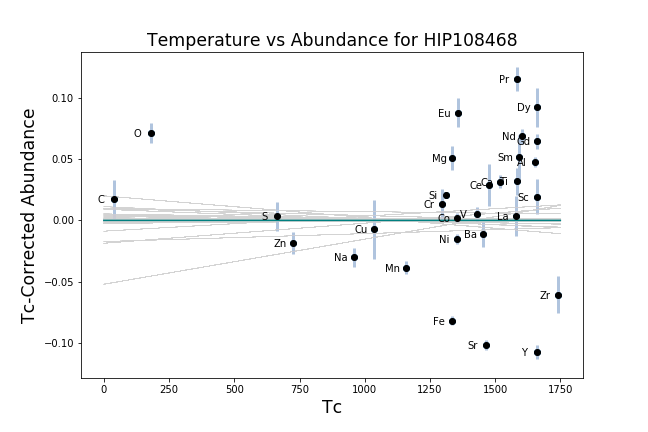 Temperature vs Abundance for HIP108468
Tc-Corrected Abundance
0.10
0.05
0.00
−0.05
−0.10
Pr
Dy
Eu
O
Nd
Gd
Mg
Sm
Al
Ce
Ca
Ti
Si
Sc
C
Cr
S
Co
V
La
Cu
Ba
Ni
Zn
Na
Mn
Zr
Fe
Sr
Y
0
250
500
750
1000
1250
1500
1750
Tc